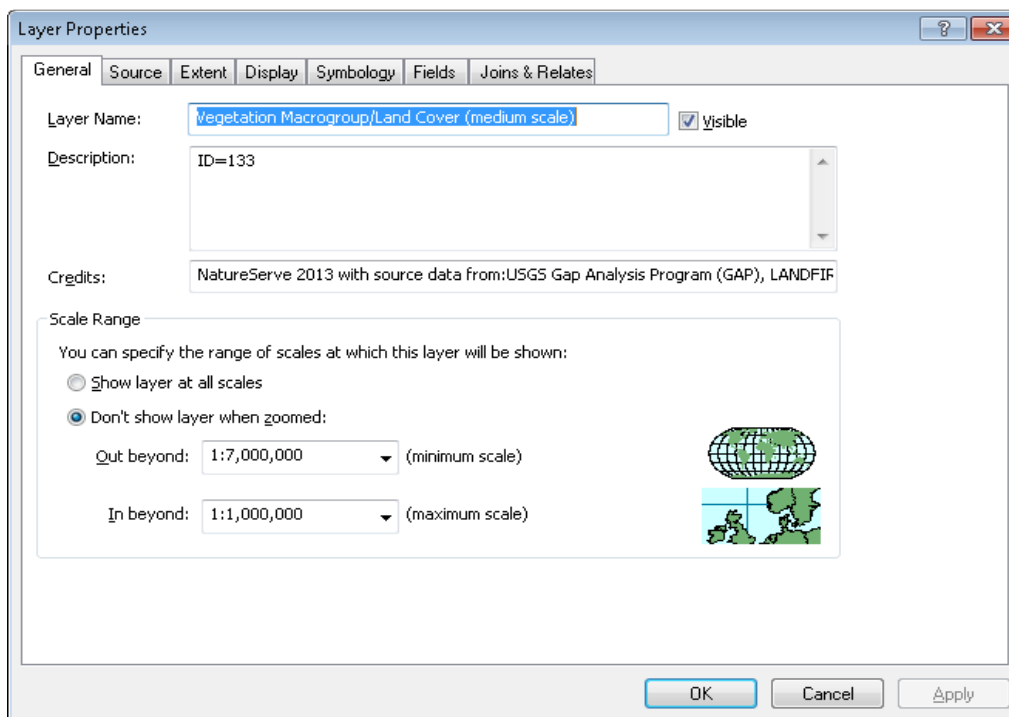 Layer Properties
General Source Extent Display Symbology Fields Joins & Relates
Layer Name: Vegetation Macrogroup/Land Cover (medium scale) Visible
Description: ID=133
Credits: NatureServe 2013 with source data from:USGS Gap Analysis Program (GAP), LANDFIR
Scale Range
You can specify the range of scales at which this layer will be shown:
Show layer at all scales
Don't show layer when zoomed:
Out beyond: 1:7,000,000 (minimum scale)
In beyond: 1:1,000,000 (maximum scale)
OK Cancel Apply